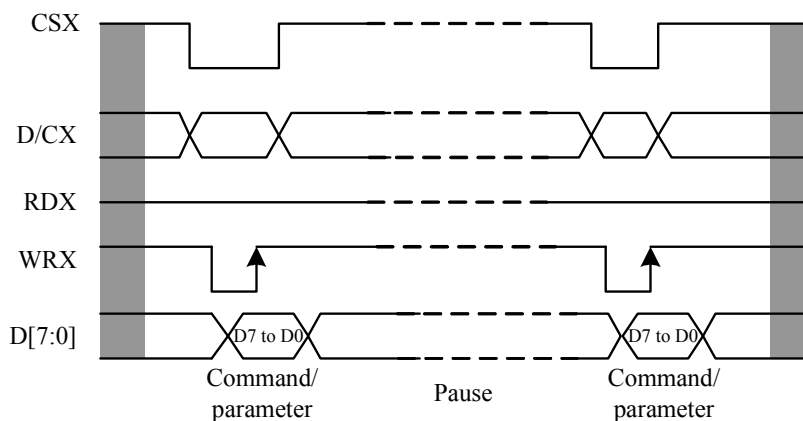 CSX
D/CX
RDX
WRX
D[7:0]
D7 to D0
D7 to D0
Command/
parameter
Pause
Command/
parameter